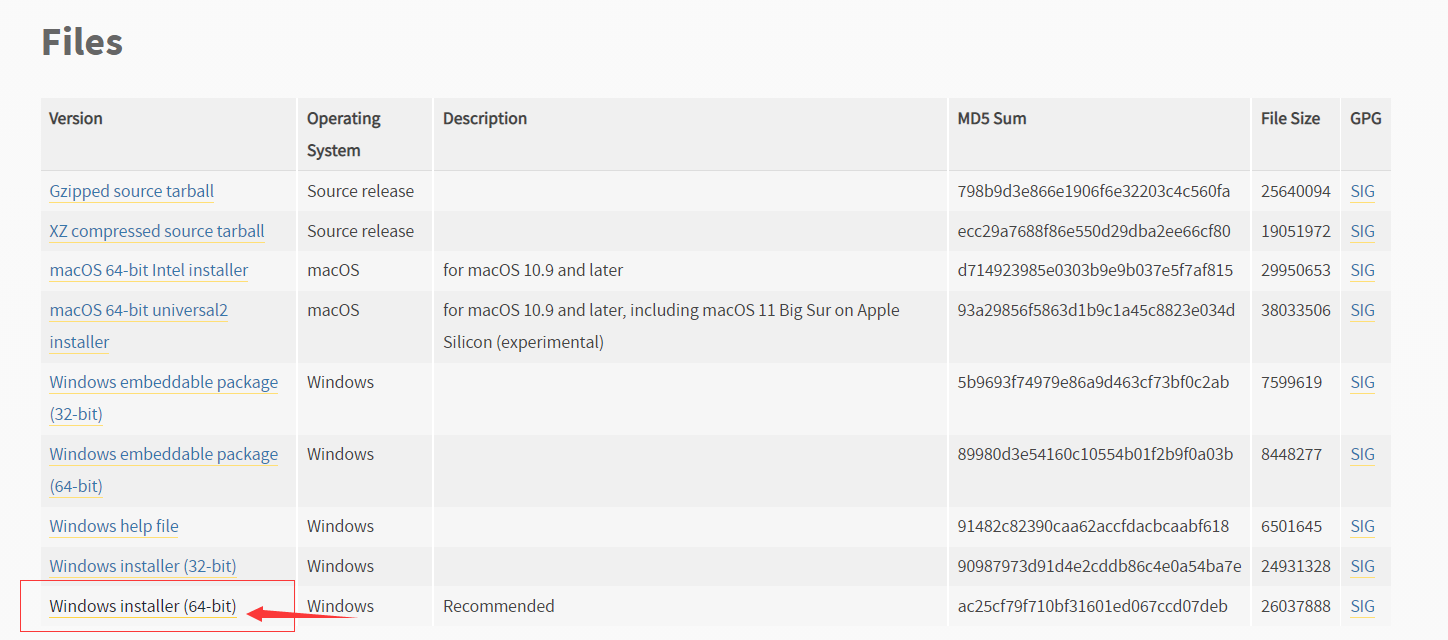 Files
Version Operating System Description MD5 Sum File Size GPG
Gzipped source tarball Source release 798b9d3e866e1906f6e32203c4c560fa 25640094 SIG
XZ compressed source tarball Source release ecc29a7688f86e550d29dba2ee66cf80 19051972 SIG
macOS 64-bit Intel installer macOS for macOS 10.9 and later d714923985e0303b9e9b037e5f7af815 29950653 SIG
macOS 64-bit universal2 macOS for macOS 10.9 and later, including macOS 11 Big Sur on Apple 93a29856f5863d1b9c1a45c8823e034d 38033506 SIG
installer Silicon (experimental)
Windows embeddable package Windows 5b9693f74979e86a9d463cf73bf0c2ab 7599619 SIG
(32-bit)
Windows embeddable package Windows 89980d3e54160c10554b01f2b9f0a03b 8448277 SIG
(64-bit)
Windows help file Windows 91482c82390caa62accfdacbcaabf618 6501645 SIG
Windows installer (32-bit) Windows 90987973d91d4e2cddb86c4e0a54ba7e 24931328 SIG
Windows installer (64-bit) Windows Recommended ac25cf79f710bf31601ed067ccd07deb 26037888 SIG